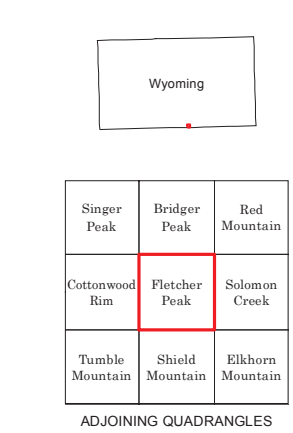 Wyoming
Singer
Peak
Bridger
Peak
Red
Mountain
Cottonwood
Rim
Fletcher
Peak
Solomon
Creek
Tumble
Mountain
Shield
Mountain
Elkhorn
Mountain
ADJOINING QUADRANGLES